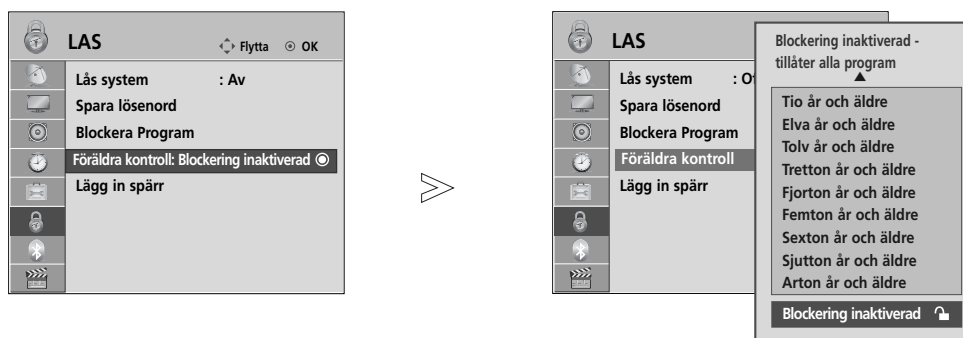 LAS
Flytta
OK
Lås system : Av
Spara lösenord
Blockera Program
Föräldra kontroll: Blockering inaktiverad
Lägg in spärr
LAS
Lås system : O
Spara lösenord
Blockera Program
Föräldra kontroll
Lägg in spärr
Blockering inaktiverad -
tillåter alla program
Tio år och äldre
Elva år och äldre
Tolv år och äldre
Tretton år och äldre
Fjorton år och äldre
Femton år och äldre
Sexton år och äldre
Sjutton år och äldre
Arton år och äldre
Blockering inaktiverad